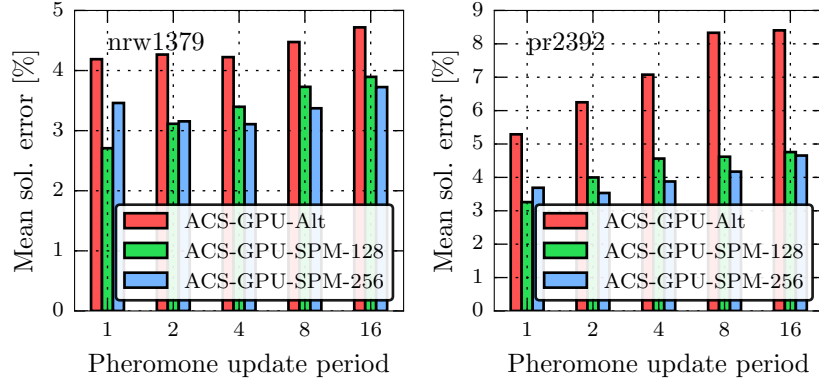 nrw1379
Mean sol. error [%]
5
4
3
2
1
0
ACS-GPU-Alt
ACS-GPU-SPM-128
ACS-GPU-SPM-256
1 2 4 8 16
Pheromone update period
pr2392
Mean sol. error [%]
9
8
7
6
5
4
3
2
1
0
ACS-GPU-Alt
ACS-GPU-SPM-128
ACS-GPU-SPM-256
1 2 4 8 16
Pheromone update period